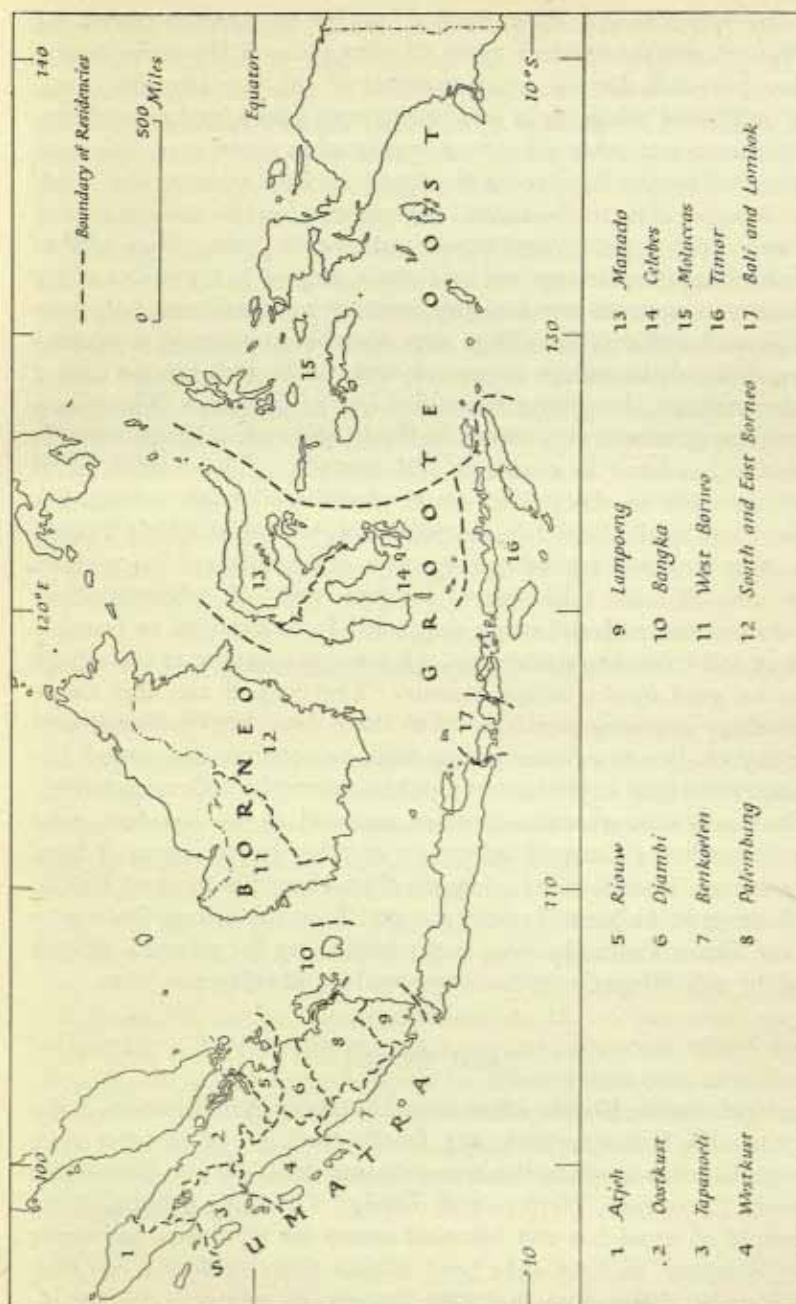 100
120°E
140
Boundary of Residencies
0 500 Miles
Equator
BORNEO
SUMATRA
GROOTE OOST
1
2
3
4
5
6
7
8
9
10
11
12
13
14
15
16
17
10°
10°S
110
130
1 Atjeh
2 Oostkust
3 Tapanoeli
4 Westkust
5 Riouw
6 Djambi
7 Benkoelen
8 Palembang
9 Lampoeng
10 Bangka
11 West Borneo
12 South and East Borneo
13 Manado
14 Celebes
15 Moluccas
16 Timor
17 Bali and Lombok